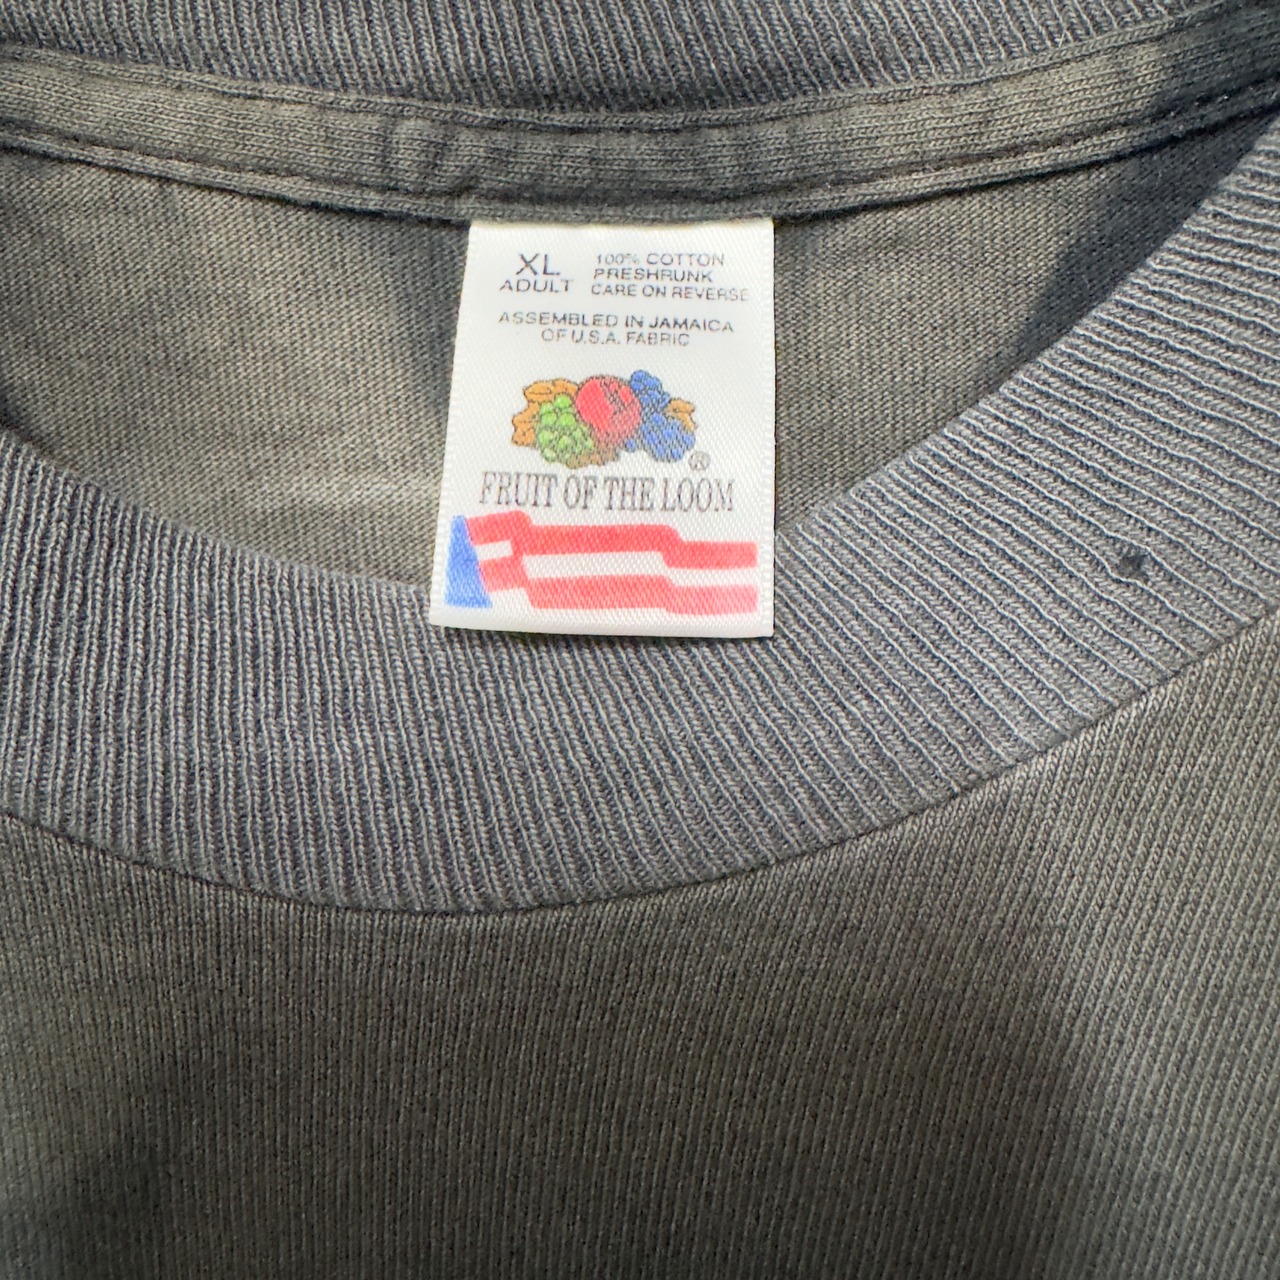 XL
ADULT
100% COTTON
PRESHRUNK
CARE ON REVERSE
ASSEMBLED IN JAMAICA
OF U.S.A. FABRIC
®
FRUIT OF THE LOOM